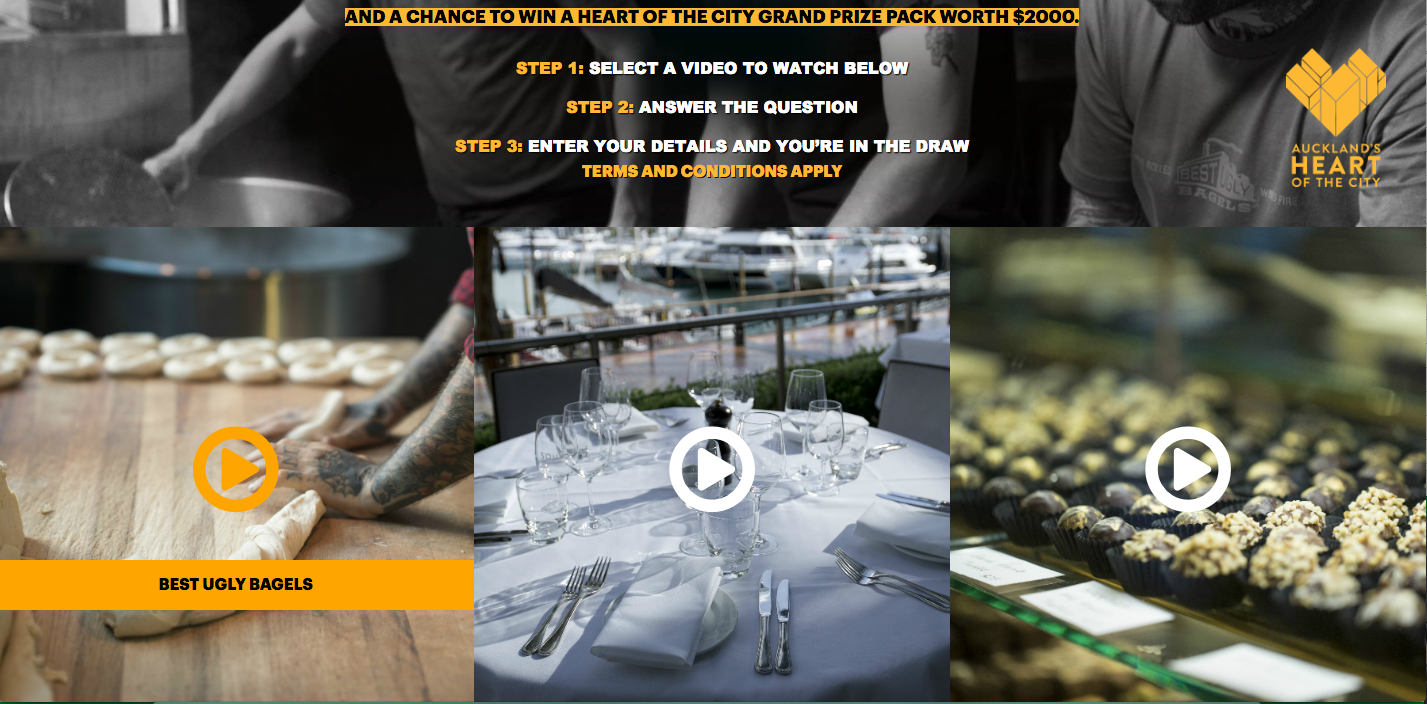 AND A CHANCE TO WIN A HEART OF THE CITY GRAND PRIZE PACK WORTH $2000.
STEP 1: SELECT A VIDEO TO WATCH BELOW
STEP 2: ANSWER THE QUESTION
STEP 3: ENTER YOUR DETAILS AND YOU'RE IN THE DRAW
TERMS AND CONDITIONS APPLY
AUCKLAND'S
HEART
OF THE CITY
BEST UGLY
BAGELS
BEST UGLY BAGELS